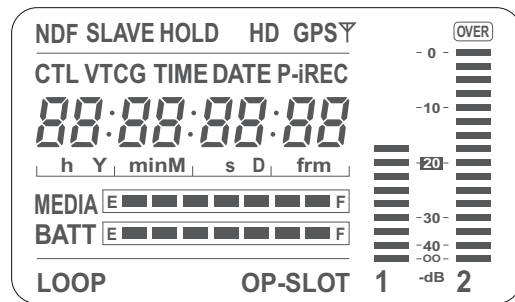 NDF SLAVE HOLD HD GPS
OVER
CTL VTCG TIME DATE P-iREC
88:88:88:88
h Y minM s D frm
MEDIA E F
BATT E F
LOOP OP-SLOT
0
-10-
-20-
-30-
-40-
-∞-
1 -dB 2